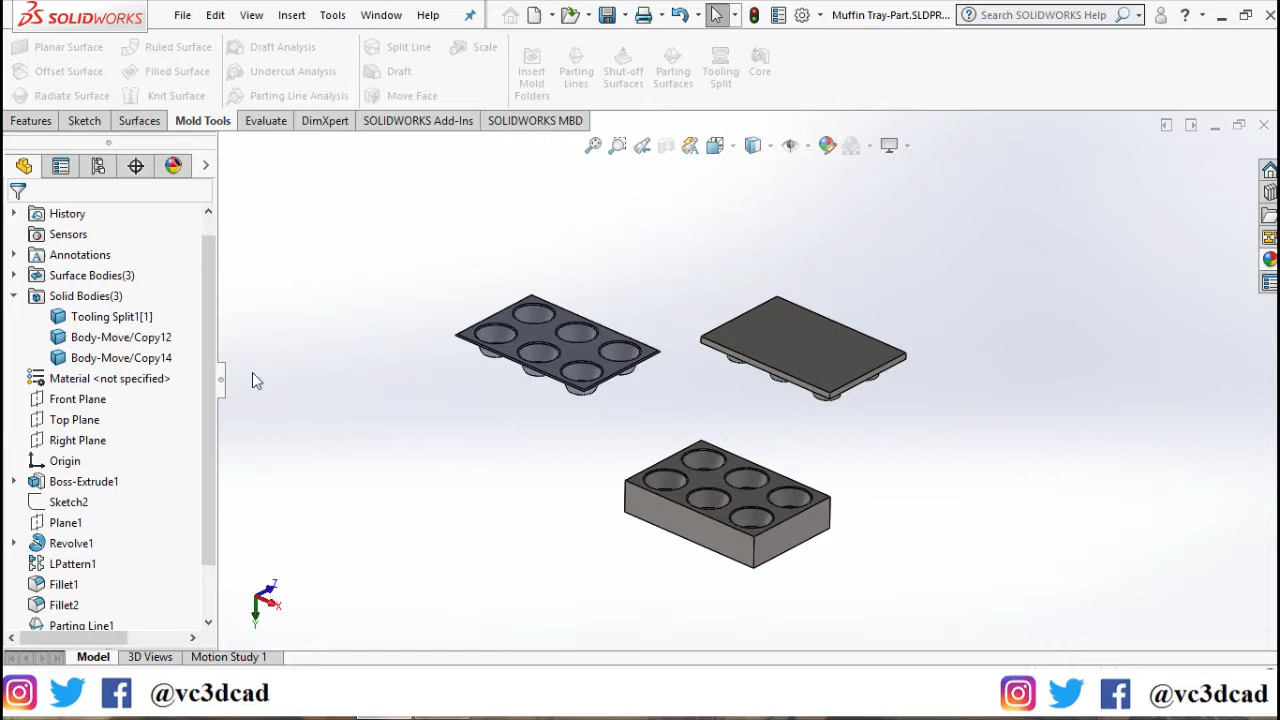 SOLIDWORKS File Edit View Insert Tools Window Help Muffin Tray-Part.SLDPR... Search SOLIDWORKS Help
Planar Surface Ruled Surface Draft Analysis Split Line Scale
Offset Surface Filled Surface Undercut Analysis Draft
Radiate Surface Knit Surface Parting Line Analysis Move Face
Insert Mold Folders
Parting Lines
Shut-off Surfaces
Parting Surfaces
Tooling Split
Core
Features Sketch Surfaces Mold Tools Evaluate DimXpert SOLIDWORKS Add-Ins SOLIDWORKS MBD
History
Sensors
Annotations
Surface Bodies(3)
Solid Bodies(3)
Tooling Split1[1]
Body-Move/Copy12
Body-Move/Copy14
Material <not specified>
Front Plane
Top Plane
Right Plane
Origin
Boss-Extrude1
Sketch2
Plane1
Revolve1
LPattern1
Fillet1
Fillet2
Parting Line1
Z
X
Y
Model 3D Views Motion Study 1
@vc3dcad @vc3dcad